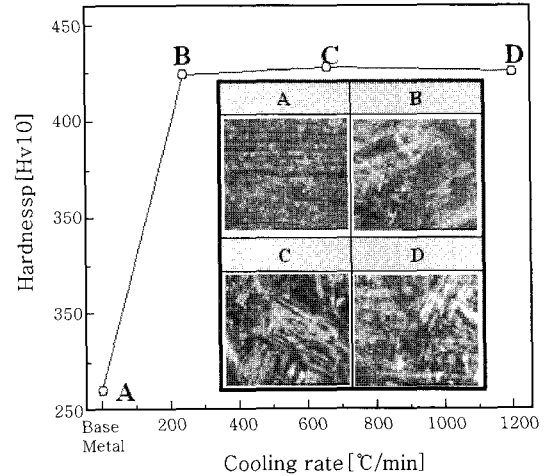 450
400
350
350
250
Hardnessp [Hv10]
A
B
C
D
A
B
C
D
Base
Metal
200
400
600
800
1000
1200
Cooling rate [℃/min]